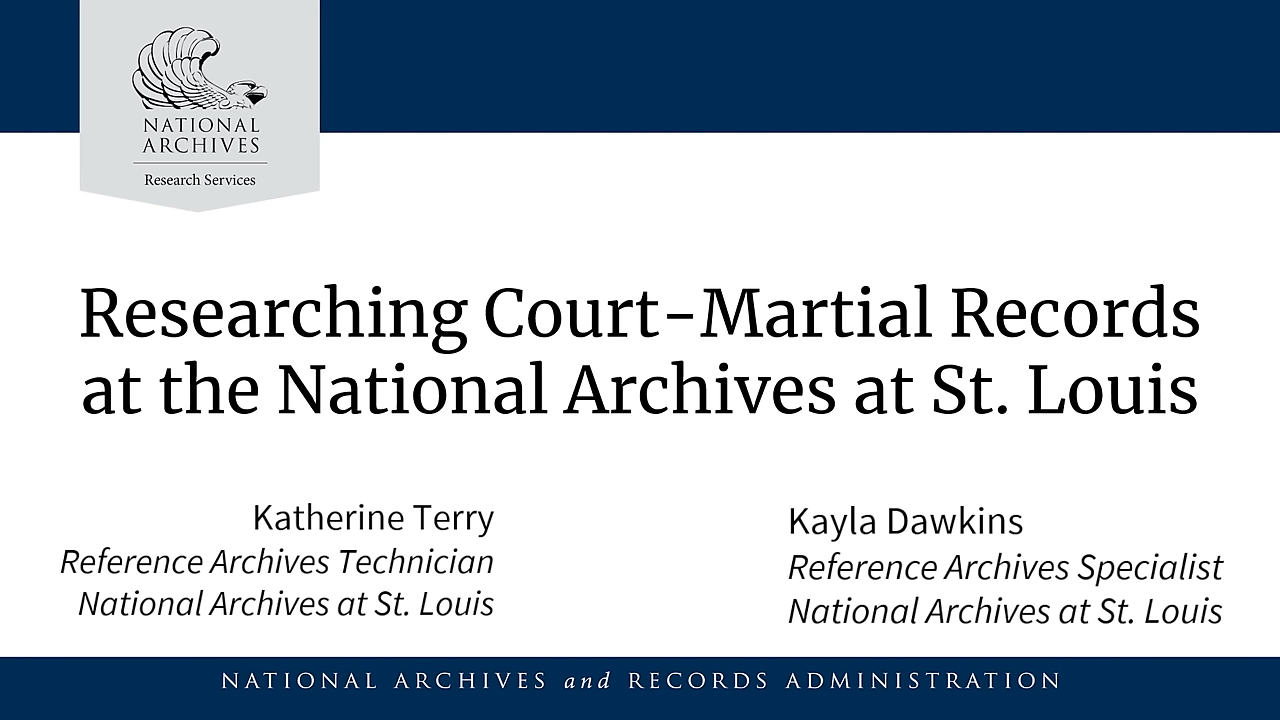 NATIONAL
ARCHIVES
Research Services
Researching Court-Martial Records
at the National Archives at St. Louis
Katherine Terry
Reference Archives Technician
National Archives at St. Louis
Kayla Dawkins
Reference Archives Specialist
National Archives at St. Louis
NATIONAL ARCHIVES and RECORDS ADMINISTRATION